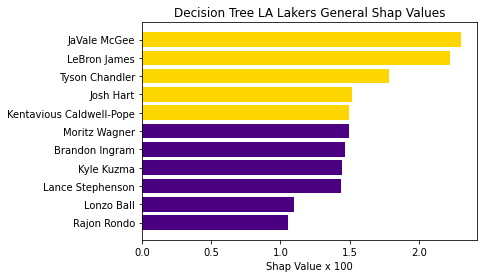 Decision Tree LA Lakers General Shap Values
JaVale McGee
LeBron James
Tyson Chandler
Josh Hart
Kentavious Caldwell-Pope
Moritz Wagner
Brandon Ingram
Kyle Kuzma
Lance Stephenson
Lonzo Ball
Rajon Rondo
0.0 0.5 1.0 1.5 2.0
Shap Value x 100